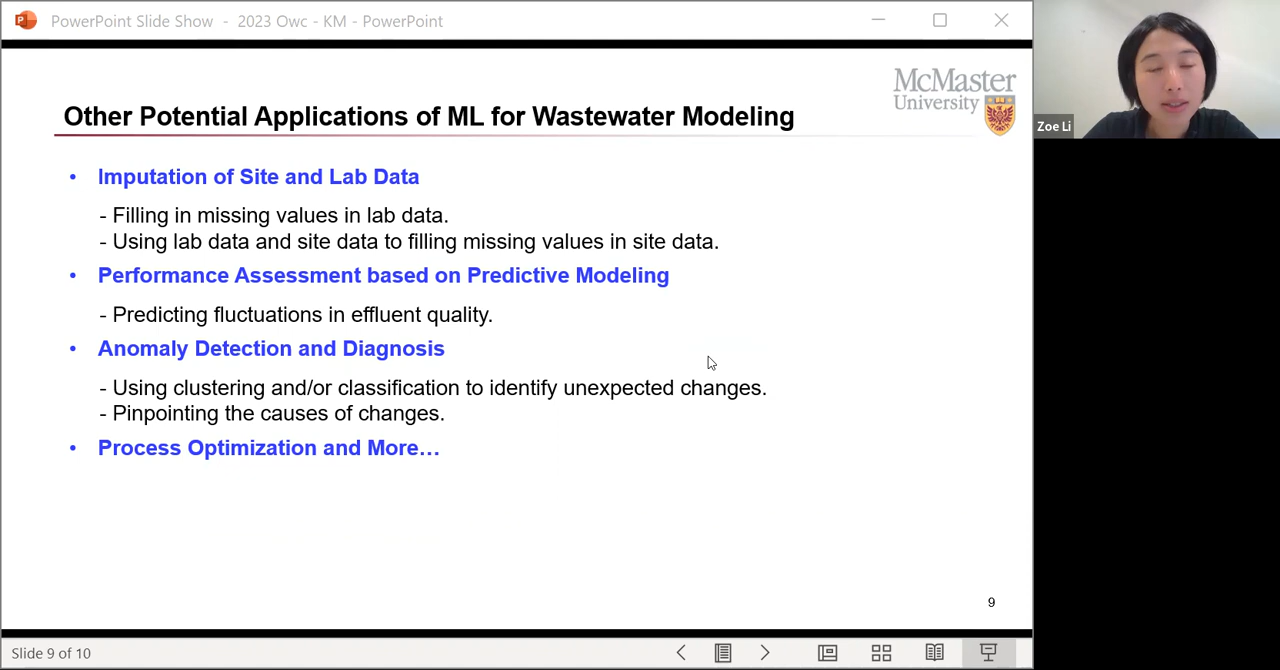 PowerPoint Slide Show - 2023 Owc - KM - PowerPoint
McMaster
University
Other Potential Applications of ML for Wastewater Modeling
Zoe Li
• Imputation of Site and Lab Data
- Filling in missing values in lab data.
- Using lab data and site data to filling missing values in site data.
• Performance Assessment based on Predictive Modeling
- Predicting fluctuations in effluent quality.
• Anomaly Detection and Diagnosis
- Using clustering and/or classification to identify unexpected changes.
- Pinpointing the causes of changes.
• Process Optimization and More…
9
Slide 9 of 10